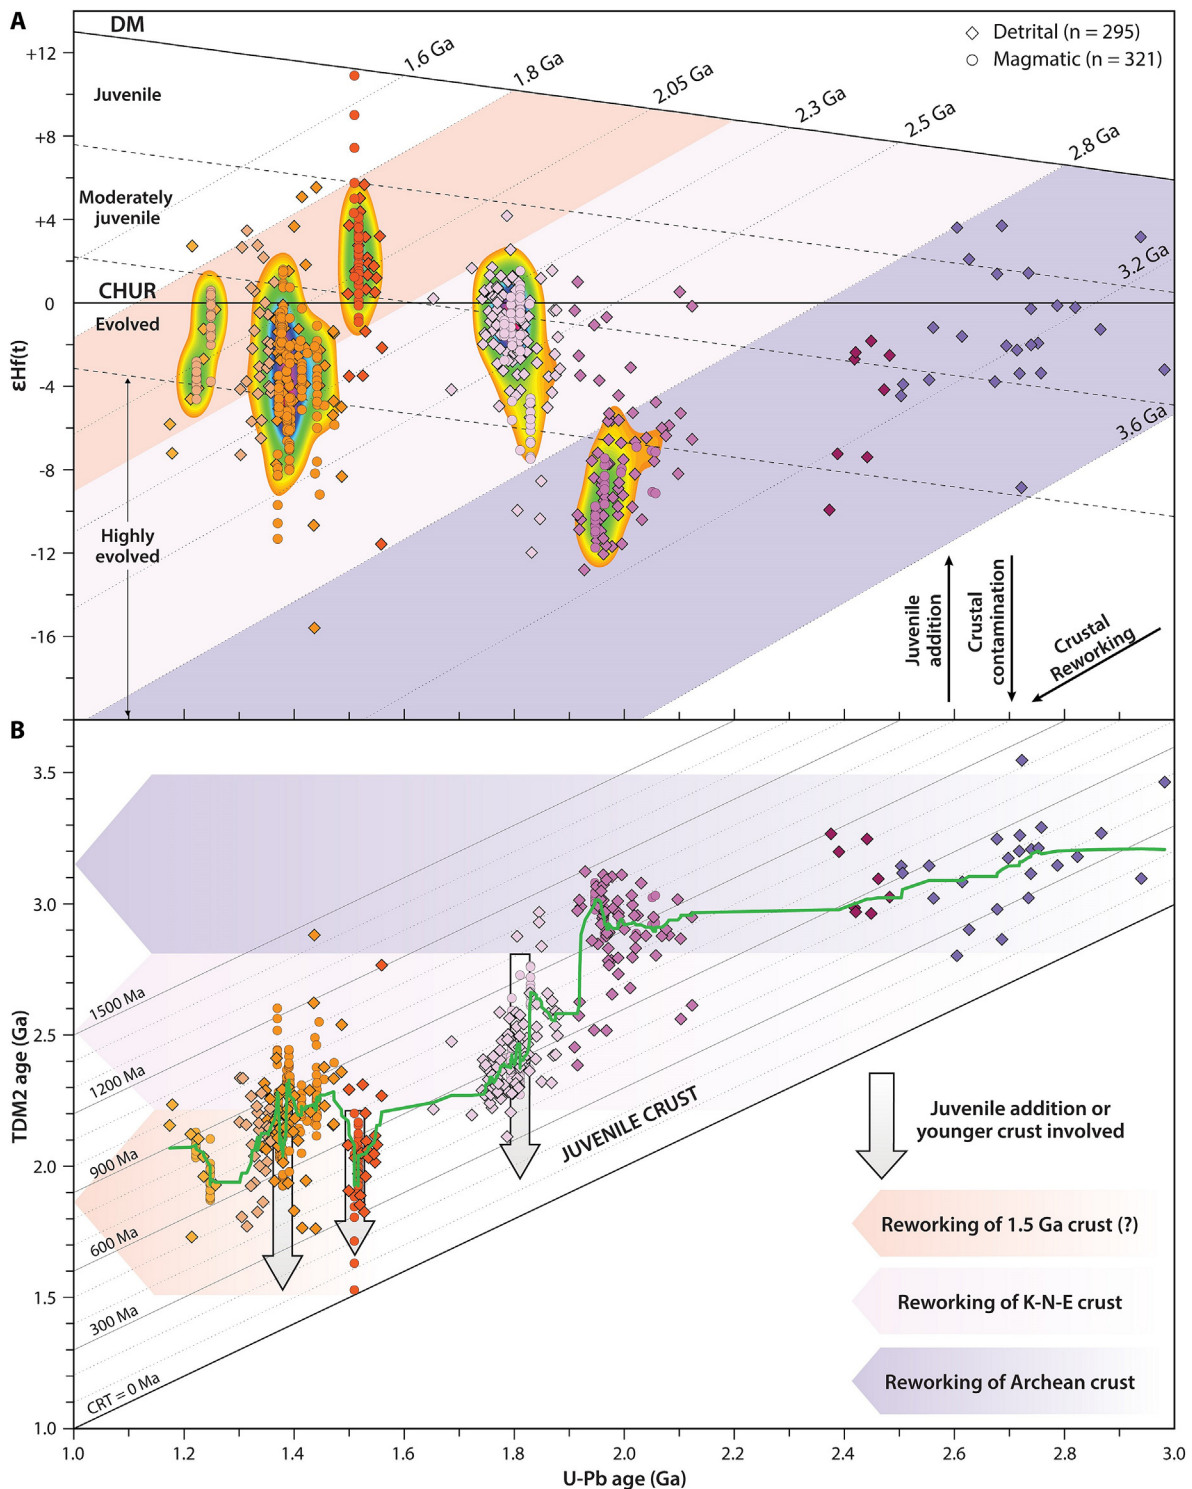 A
DM
Detrital (n = 295)
Magmatic (n = 321)
1.6 Ga
1.8 Ga
2.05 Ga
2.3 Ga
2.5 Ga
2.8 Ga
3.2 Ga
3.6 Ga
+12
+8
+4
0
-4
-8
-12
-16
εHf(t)
Juvenile
Moderately
juvenile
CHUR
Evolved
Highly
evolved
Juvenile
addition
Crustal
contamination
Crustal
Reworking
B
3.5
3.0
2.5
2.0
1.5
1.0
TDM2 age (Ga)
1500 Ma
1200 Ma
900 Ma
600 Ma
300 Ma
CRT = 0 Ma
JUVENILE CRUST
Juvenile addition or
younger crust involved
Reworking of 1.5 Ga crust (?)
Reworking of K-N-E crust
Reworking of Archean crust
1.0 1.2 1.4 1.6 1.8 2.0 2.2 2.4 2.6 2.8 3.0
U-Pb age (Ga)